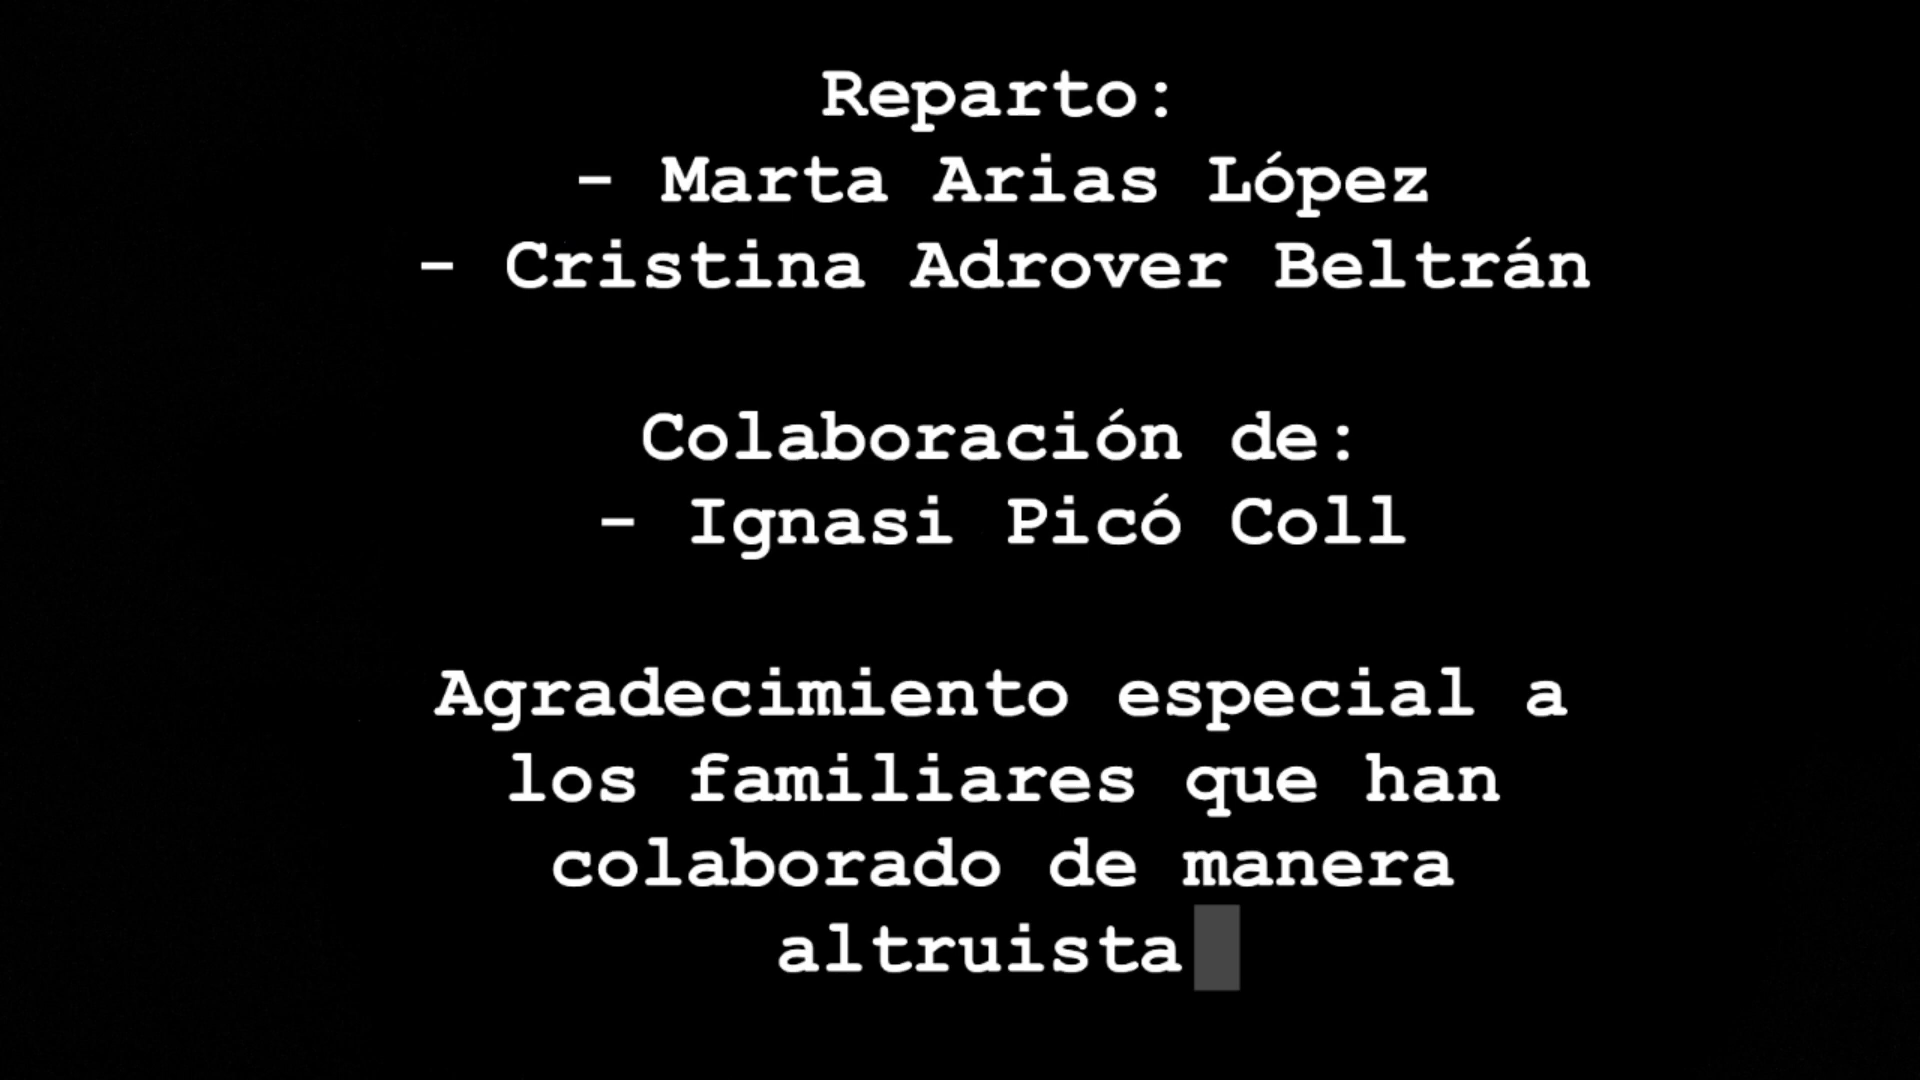 Reparto:
- Marta Arias López
- Cristina Adrover Beltrán
Colaboración de:
- Ignasi Picó Coll
Agradecimiento especial a
los familiares que han
colaborado de manera
altruista